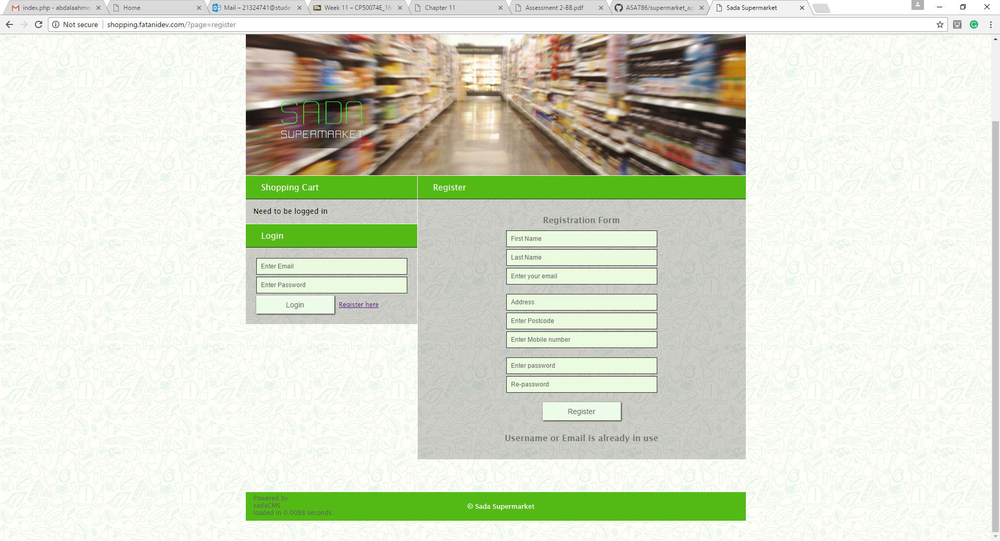 index.php - abdalaahmed
Home
Mail – 21324741@studen
Week 11 – CP50074E_16-
Chapter 11
Assessment 2-BB.pdf
ASA786/supermarket_ap
Sada Supermarket
Not secure
shopping.fatanidev.com/?page=register
SADA
SUPERMARKET
Shopping Cart
Need to be logged in
Login
Enter Email
Enter Password
Login
Register here
Register
Registration Form
First Name
Last Name
Enter your email
Address
Enter Postcode
Enter Mobile number
Enter password
Re-password
Register
Username or Email is already in use
Powered by
sadaCMS
loaded in 0.0088 seconds.
© Sada Supermarket